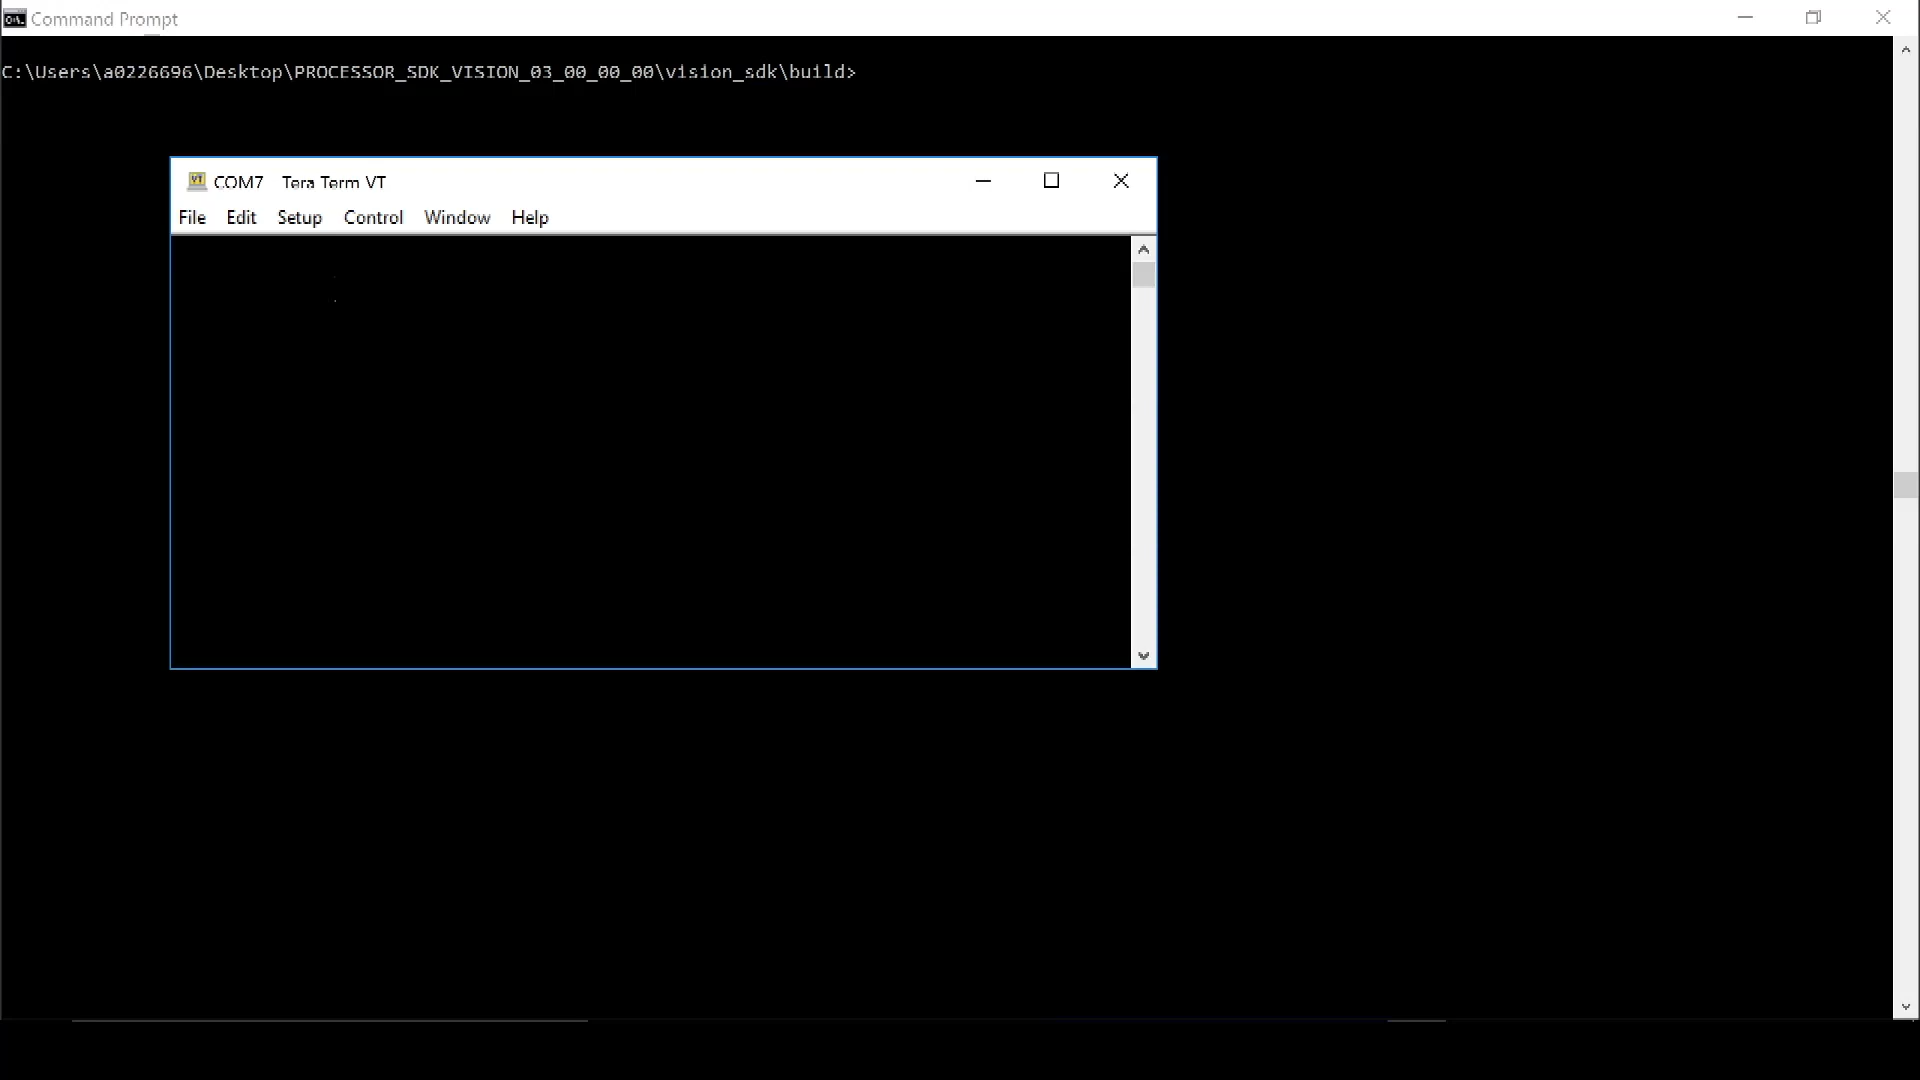 Command Prompt
C:\Users\a0226696\Desktop\PROCESSOR_SDK_VISION_03_00_00_00\vision_sdk\build>
COM7 Tera Term VT
File Edit Setup Control Window Help